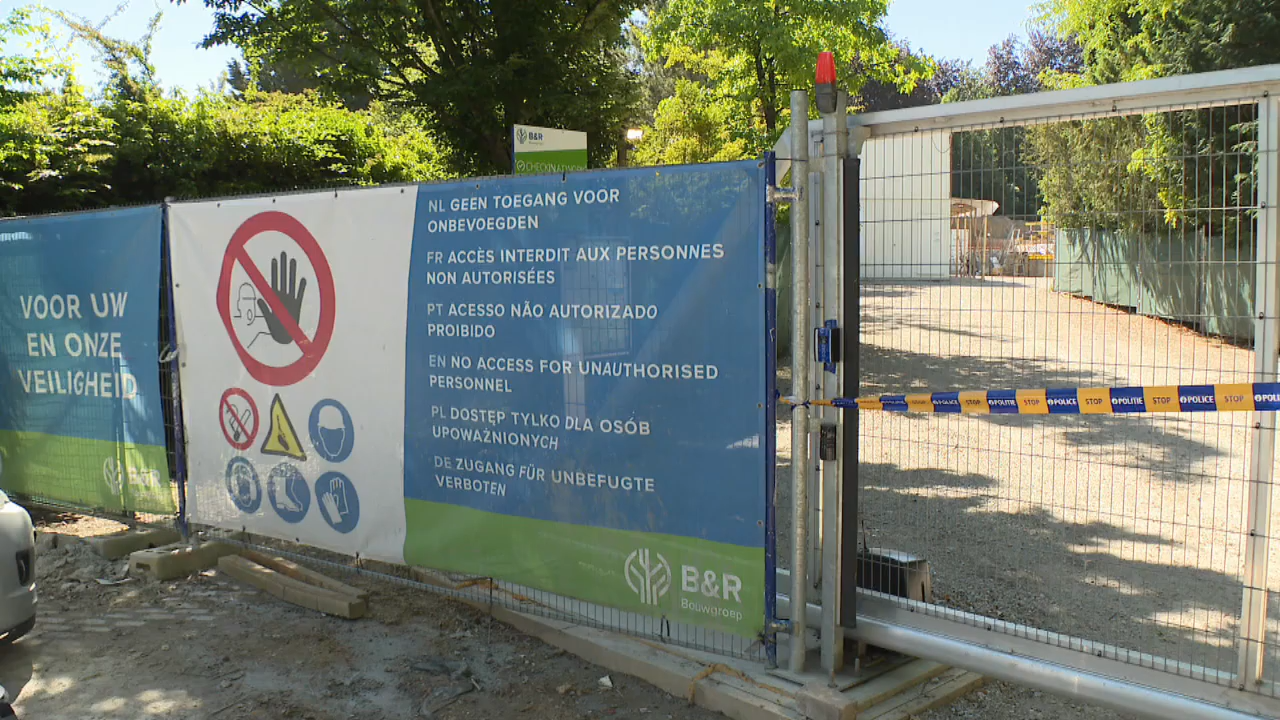 B&R
Bouwgroep
VOOR UW
EN ONZE
VEILIGHEID
B&R
NL GEEN TOEGANG VOOR
ONBEVOEGDEN
FR ACCÈS INTERDIT AUX PERSONNES
NON AUTORISÉES
PT ACESSO NÃO AUTORIZADO
PROIBIDO
EN NO ACCESS FOR UNAUTHORISED
PERSONNEL
PL DOSTĘP TYLKO DLA OSÓB
UPOWAŻNIONYCH
DE ZUGANG FÜR UNBEFUGTE
VERBOTEN
B&R
Bouwgroep
STOP POLITIE STOP POLICE STOP POLITIE STOP POLICE STOP